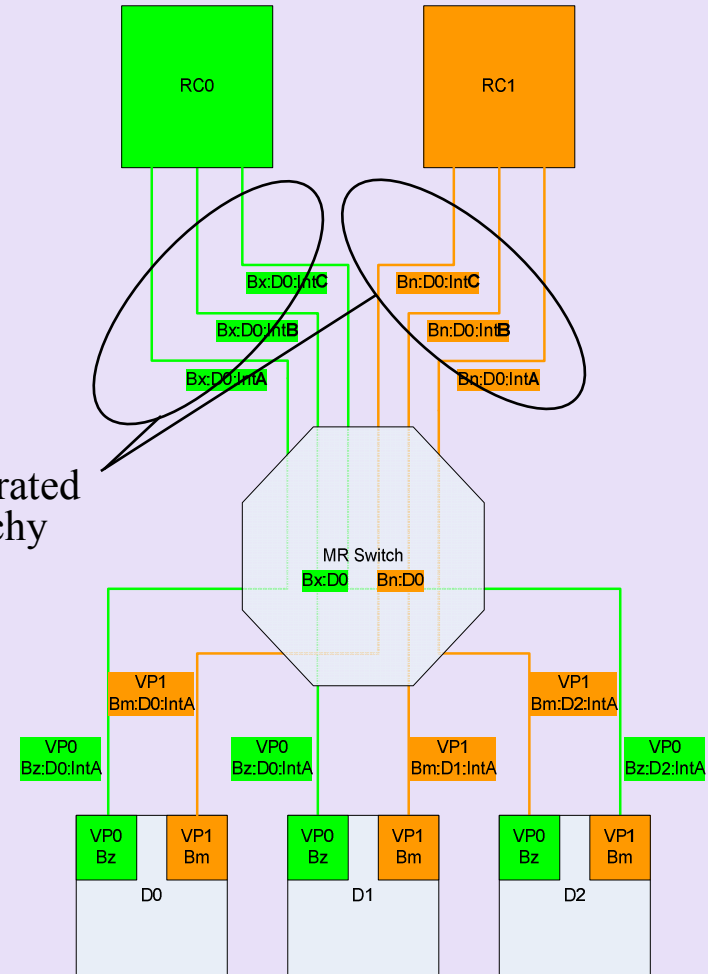 RC0
RC1
Bx:D0:IntC
Bn:D0:IntC
Bx:D0:IntB
Bn:D0:IntB
Bx:D0:IntA
Bn:D0:IntA
rated
chy
MR Switch
Bx:D0
Bn:D0
VP1
Bm:D0:IntA
VP1
Bm:D2:IntA
VP0
Bz:D0:IntA
VP0
Bz:D0:IntA
VP1
Bm:D1:IntA
VP0
Bz:D2:IntA
VP0
Bz
VP1
Bm
VP0
Bz
VP1
Bm
VP0
Bz
VP1
Bm
D0
D1
D2